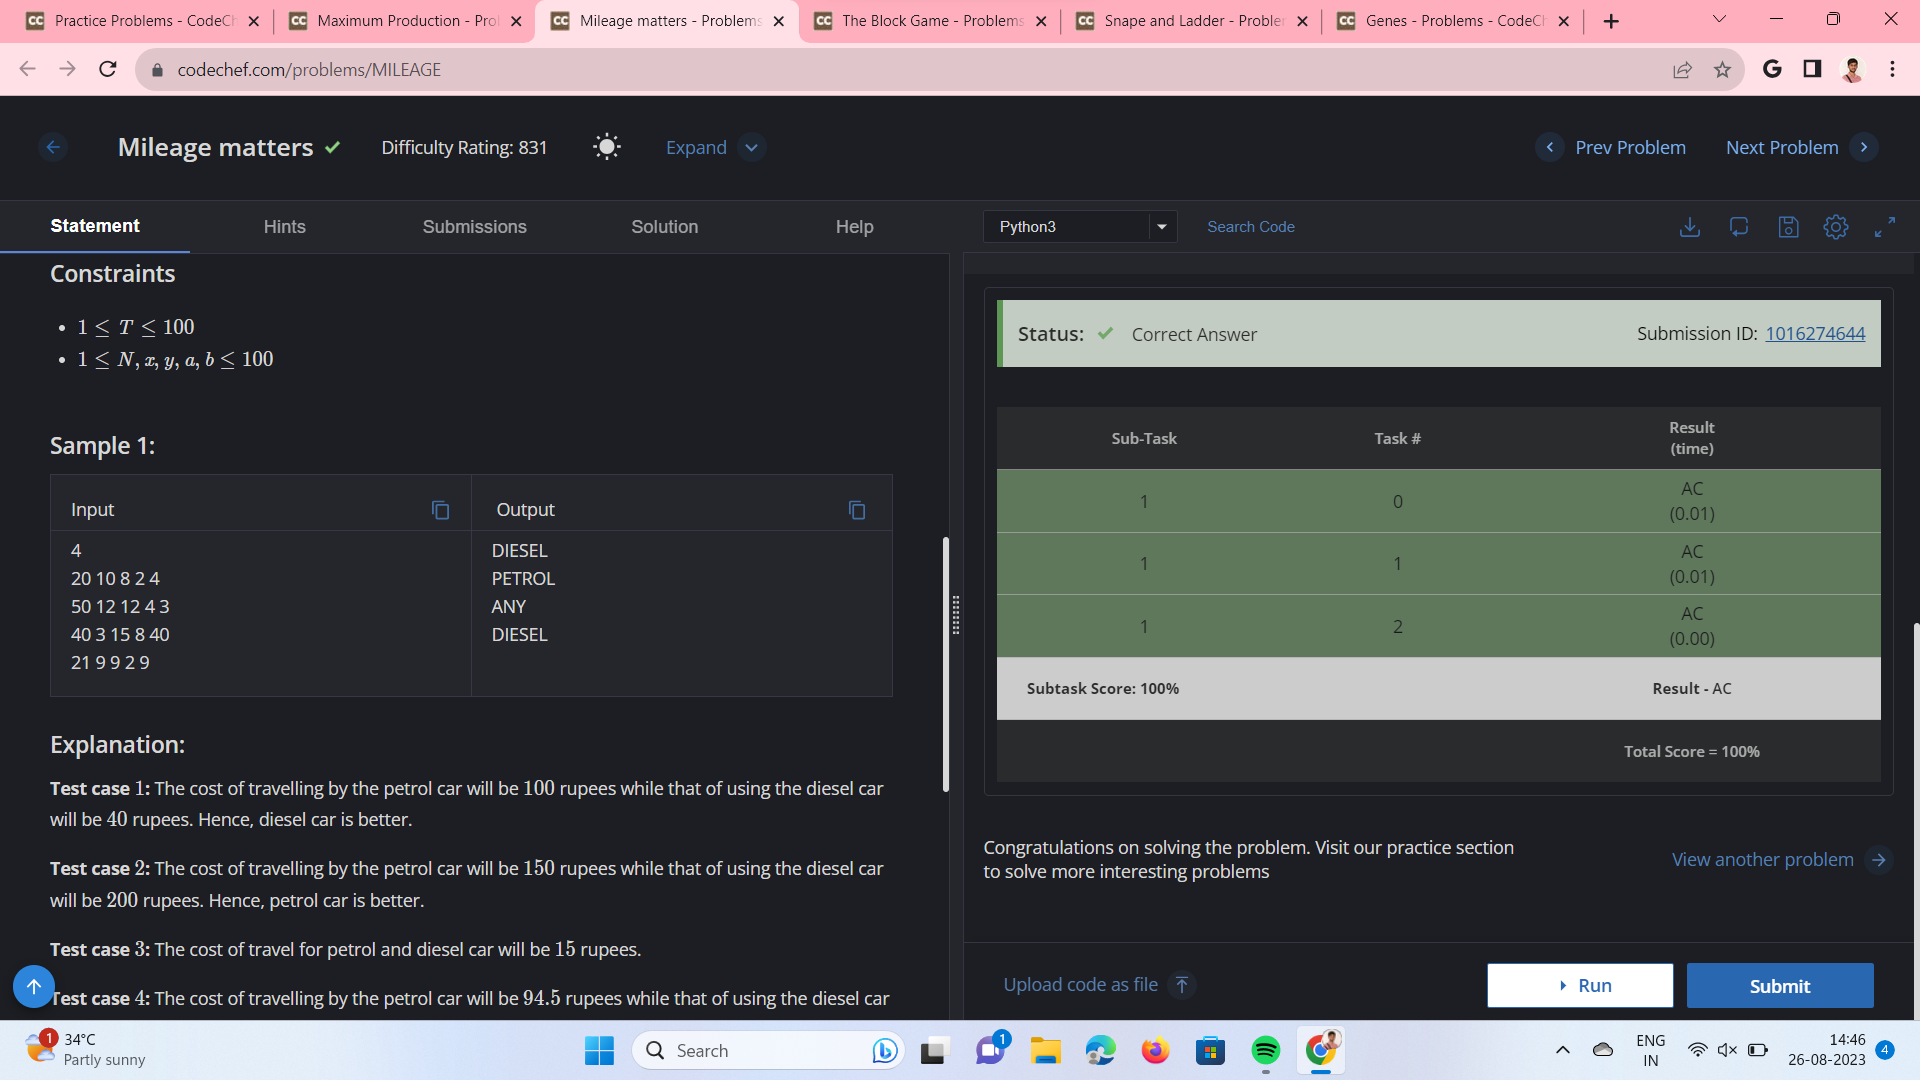 Practice Problems - CodeCh
Maximum Production - Pro
Mileage matters - Problems
The Block Game - Problems
Snape and Ladder - Probler
Genes - Problems - CodeCh
codechef.com/problems/MILEAGE
Mileage matters
Difficulty Rating: 831
Expand
Prev Problem
Next Problem
Statement
Hints
Submissions
Solution
Help
Python3
Search Code
Constraints
• 1 ≤ T ≤ 100
• 1 ≤ N, x, y, a, b ≤ 100
Sample 1:
Input
Output
4
20 10 8 2 4
50 12 12 4 3
40 3 15 8 40
21 9 9 2 9
DIESEL
PETROL
ANY
DIESEL
Explanation:
Test case 1: The cost of travelling by the petrol car will be 100 rupees while that of using the diesel car
will be 40 rupees. Hence, diesel car is better.
Test case 2: The cost of travelling by the petrol car will be 150 rupees while that of using the diesel car
will be 200 rupees. Hence, petrol car is better.
Test case 3: The cost of travel for petrol and diesel car will be 15 rupees.
Test case 4: The cost of travelling by the petrol car will be 94.5 rupees while that of using the diesel car
Status: Correct Answer
Submission ID: 1016274644
Sub-Task Task # Result
(time)
1 0 AC
(0.01)
1 1 AC
(0.01)
1 2 AC
(0.00)
Subtask Score: 100% Result - AC
Total Score = 100%
Congratulations on solving the problem. Visit our practice section
to solve more interesting problems
View another problem
Upload code as file
Run
Submit
1
34°C
Partly sunny
Search
1
ENG
IN
14:46
26-08-2023
4